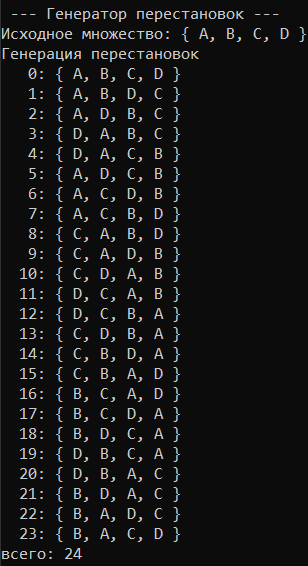 --- Генератор перестановок ---
Исходное множество: { A, B, C, D }
Генерация перестановок
0: { A, B, C, D }
1: { A, B, D, C }
2: { A, D, B, C }
3: { D, A, B, C }
4: { D, A, C, B }
5: { A, D, C, B }
6: { A, C, D, B }
7: { A, C, B, D }
8: { C, A, B, D }
9: { C, A, D, B }
10: { C, D, A, B }
11: { D, C, A, B }
12: { D, C, B, A }
13: { C, D, B, A }
14: { C, B, D, A }
15: { C, B, A, D }
16: { B, C, A, D }
17: { B, C, D, A }
18: { B, D, C, A }
19: { D, B, C, A }
20: { D, B, A, C }
21: { B, D, A, C }
22: { B, A, D, C }
23: { B, A, C, D }
всего: 24